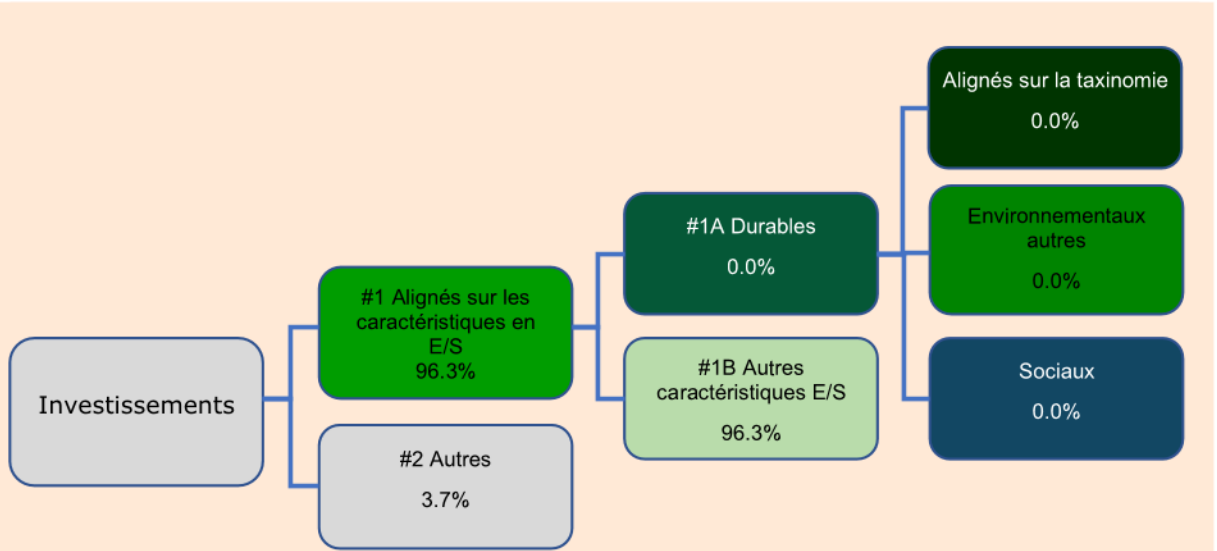 Investissements
#1 Alignés sur les
caractéristiques en
E/S
96.3%
#2 Autres
3.7%
#1A Durables
0.0%
#1B Autres
caractéristiques E/S
96.3%
Alignés sur la taxinomie
0.0%
Environnementaux
autres
0.0%
Sociaux
0.0%